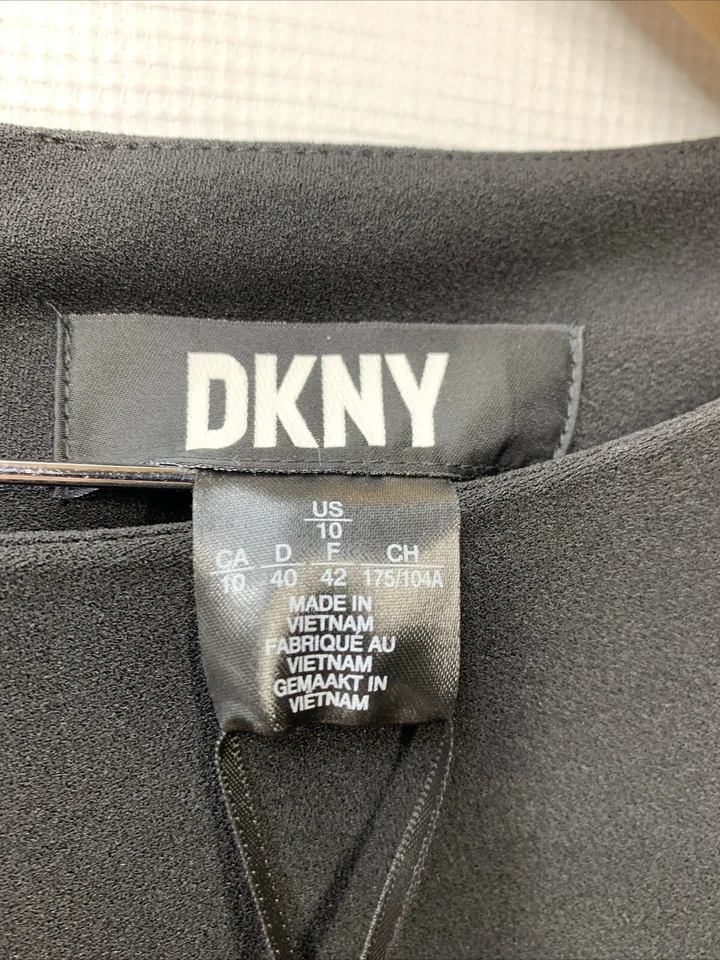 DKNY
US
10
CA D F CH
10 40 42 175/104A
MADE IN
VIETNAM
FABRIQUÉ AU
VIETNAM
GEMAAKT IN
VIETNAM